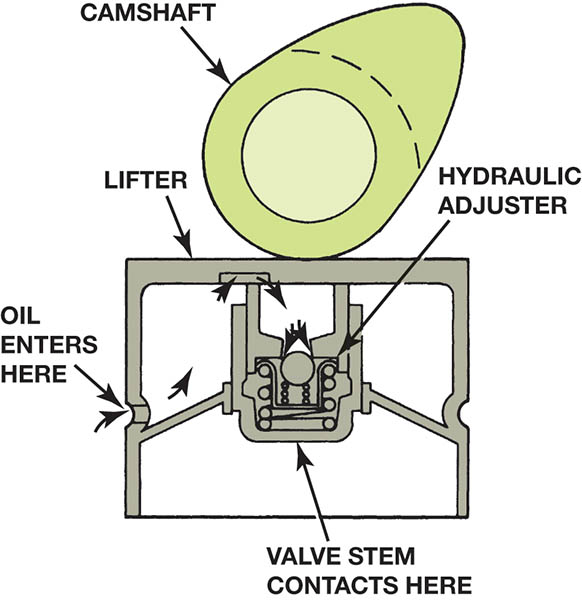 CAMSHAFT
LIFTER
HYDRAULIC
ADJUSTER
OIL
ENTERS
HERE
VALVE STEM
CONTACTS HERE